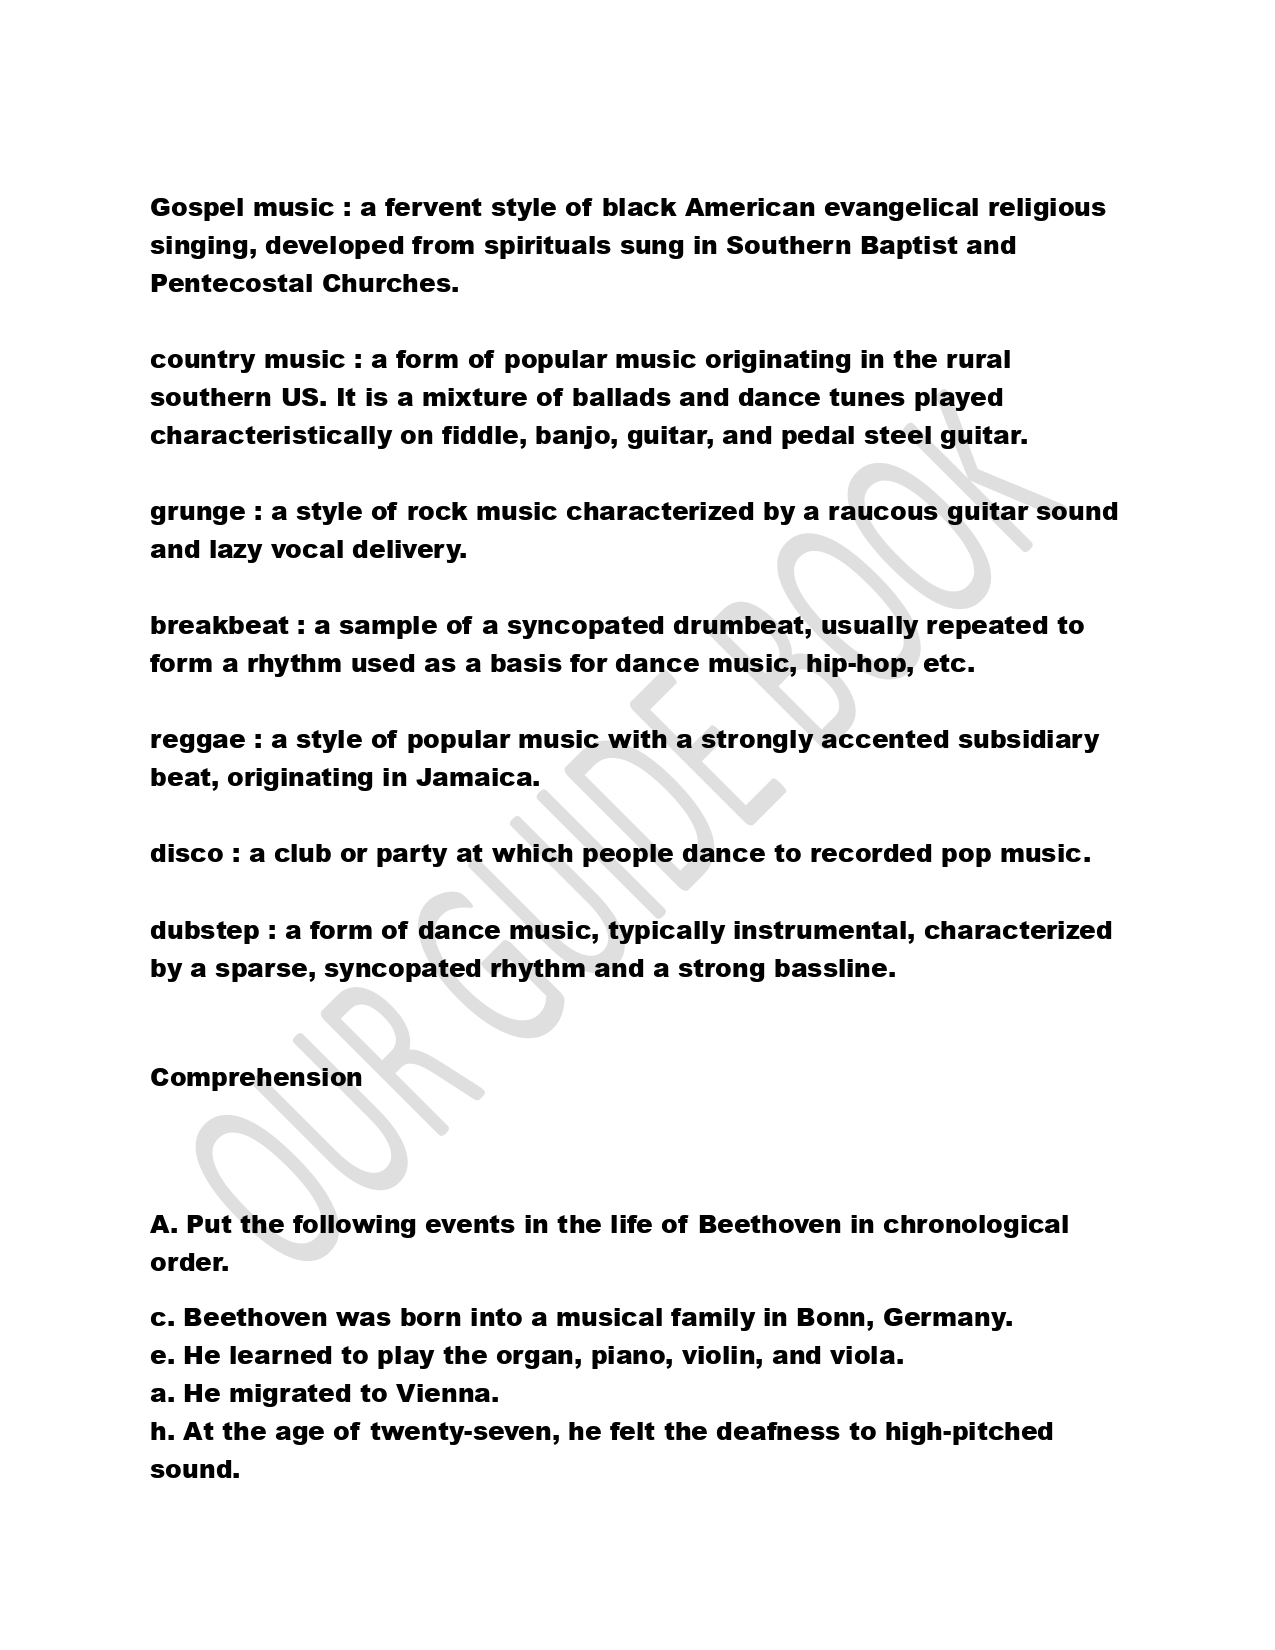 Gospel music : a fervent style of black American evangelical religious
singing, developed from spirituals sung in Southern Baptist and
Pentecostal Churches.
country music : a form of popular music originating in the rural
southern US. It is a mixture of ballads and dance tunes played
characteristically on fiddle, banjo, guitar, and pedal steel guitar.
grunge : a style of rock music characterized by a raucous guitar sound
and lazy vocal delivery.
breakbeat : a sample of a syncopated drumbeat, usually repeated to
form a rhythm used as a basis for dance music, hip-hop, etc.
reggae : a style of popular music with a strongly accented subsidiary
beat, originating in Jamaica.
disco : a club or party at which people dance to recorded pop music.
dubstep : a form of dance music, typically instrumental, characterized
by a sparse, syncopated rhythm and a strong bassline.
Comprehension
A. Put the following events in the life of Beethoven in chronological
order.
c. Beethoven was born into a musical family in Bonn, Germany.
e. He learned to play the organ, piano, violin, and viola.
a. He migrated to Vienna.
h. At the age of twenty-seven, he felt the deafness to high-pitched
sound.
OUR GUIDE BOOK